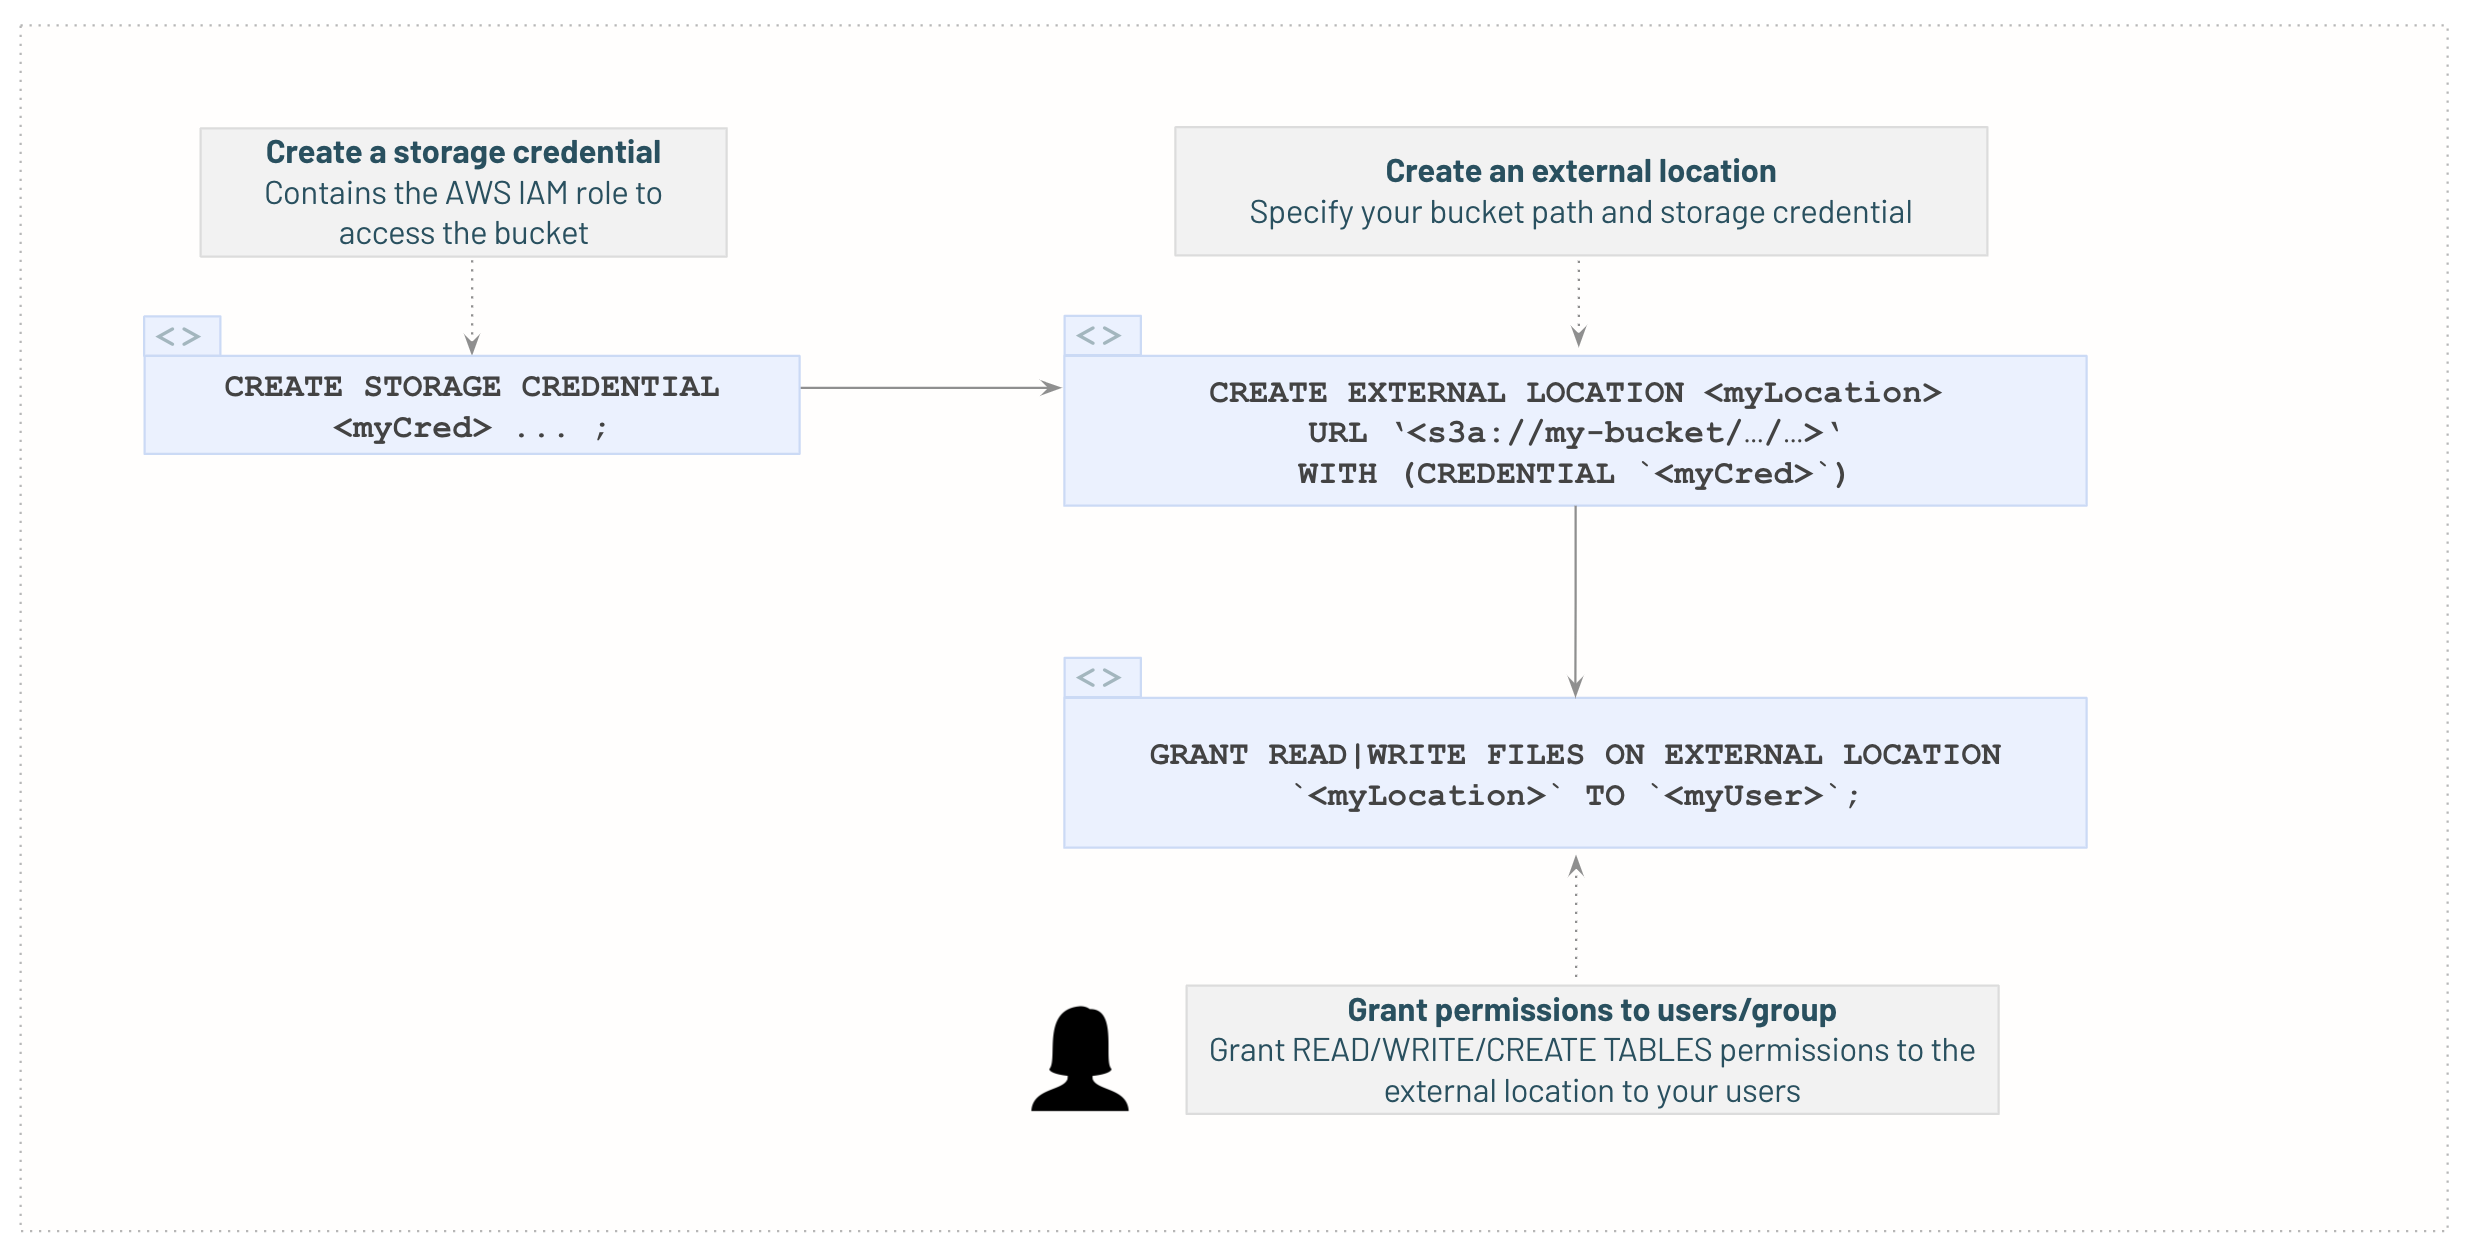 Create a storage credential
Contains the AWS IAM role to
access the bucket
<>
CREATE STORAGE CREDENTIAL
<myCred> ... ;
Create an external location
Specify your bucket path and storage credential
<>
CREATE EXTERNAL LOCATION <myLocation>
URL ‵<s3a://my-bucket/…/…>‵
WITH (CREDENTIAL `<myCred>`)
<>
GRANT READ|WRITE FILES ON EXTERNAL LOCATION
`<myLocation>` TO `<myUser>`;
Grant permissions to users/group
Grant READ/WRITE/CREATE TABLES permissions to the
external location to your users